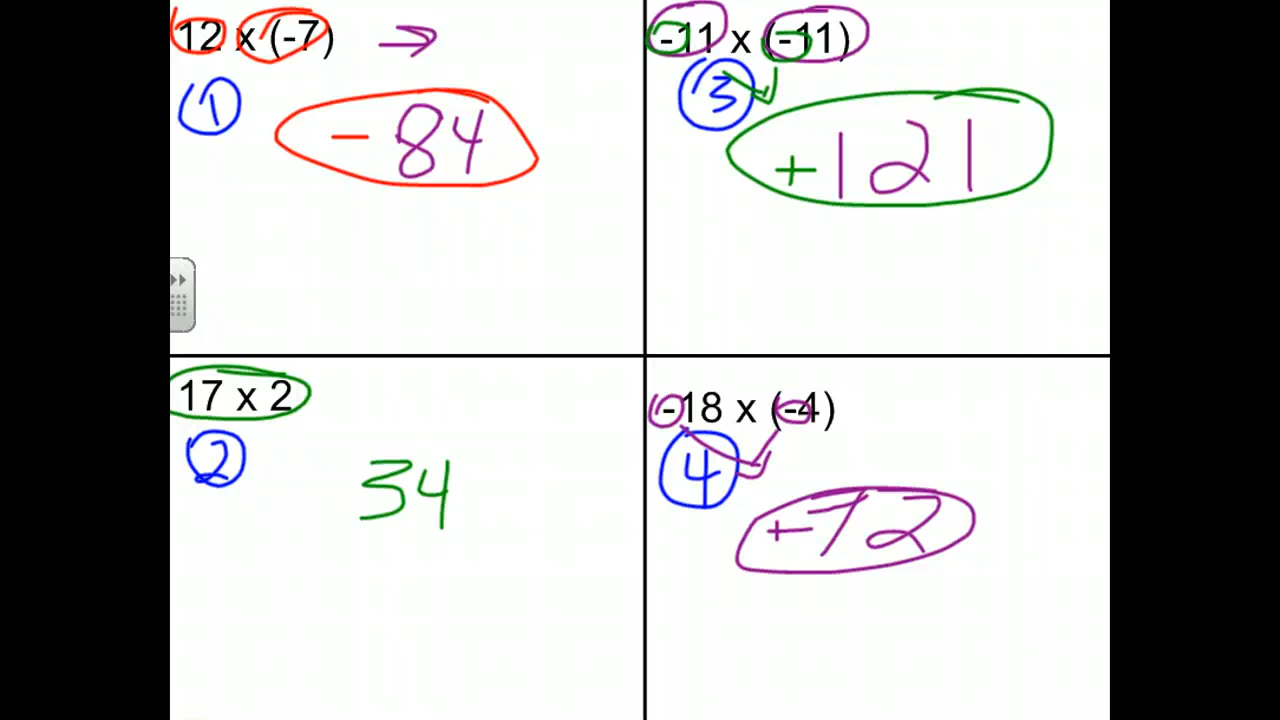 12 x (-7)
1
- 84
-11 x (-11)
3
+121
17 x 2
2
34
-18 x (-4)
4
+72